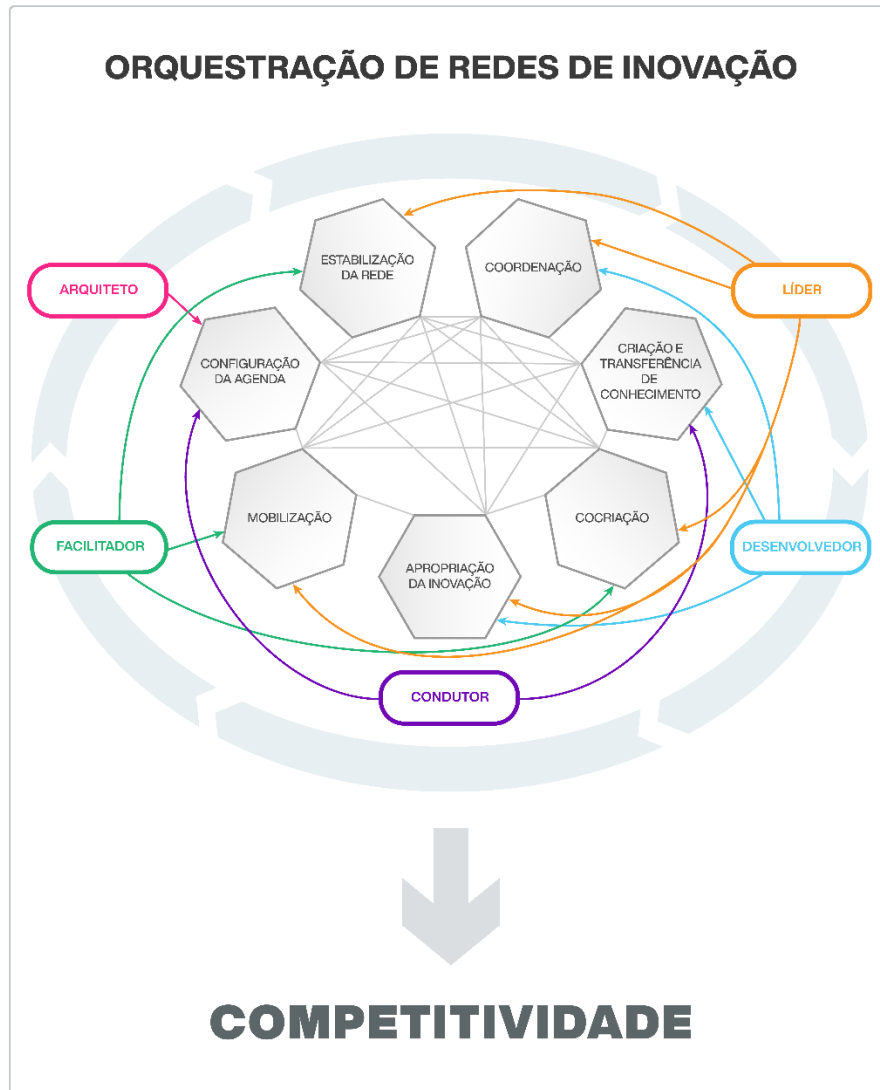 ORQUESTRAÇÃO DE REDES DE INOVAÇÃO
ESTABILIZAÇÃO
DA REDE
COORDENAÇÃO
ARQUITETO
LÍDER
CONFIGURAÇÃO
DA AGENDA
CRIAÇÃO E
TRANSFERÊNCIA
DE
CONHECIMENTO
MOBILIZAÇÃO
COCRIAÇÃO
FACILITADOR
DESENVOLVEDOR
APROPRIAÇÃO
DA INOVAÇÃO
CONDUTOR
COMPETITIVIDADE